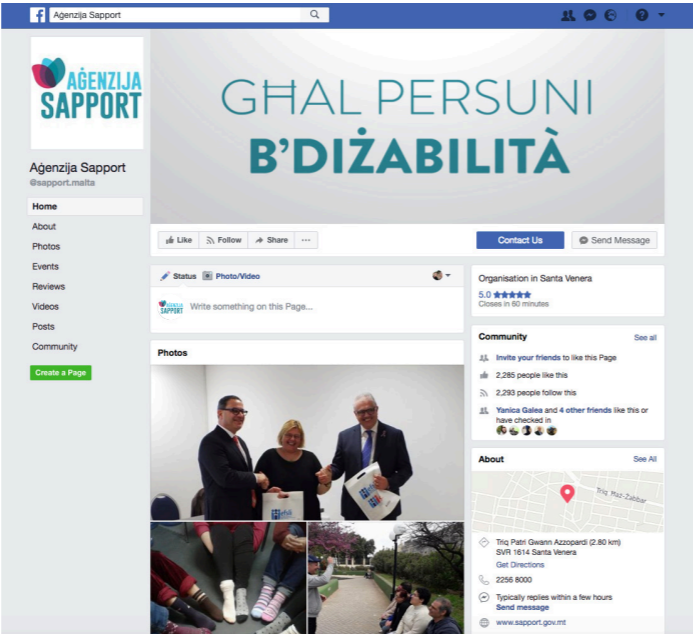 Aġenzija Sapport
AĠENZIJA
SAPPORT
GĦAL PERSUNI
B'DIŻABILITÀ
Aġenzija Sapport
@sapport.malta
Home
About
Photos
Events
Reviews
Videos
Posts
Community
Create a Page
Like Follow Share ...
Contact Us Send Message
Status Photo/Video
AĠENZIJA
SAPPORT
Write something on this Page...
Photos
Organisation in Santa Venera
5.0 ★★★★★
Closes in 60 minutes
Community See all
Invite your friends to like this Page
2,285 people like this
2,293 people follow this
Yanica Galea and 4 other friends like this or
have checked in
About See All
Triq Ħaż-Żabbar
Triq Patri Gwann Azzopardi (2.80 km)
SVR 1614 Santa Venera
Get Directions
2256 8000
Typically replies within a few hours
Send message
www.sapport.gov.mt